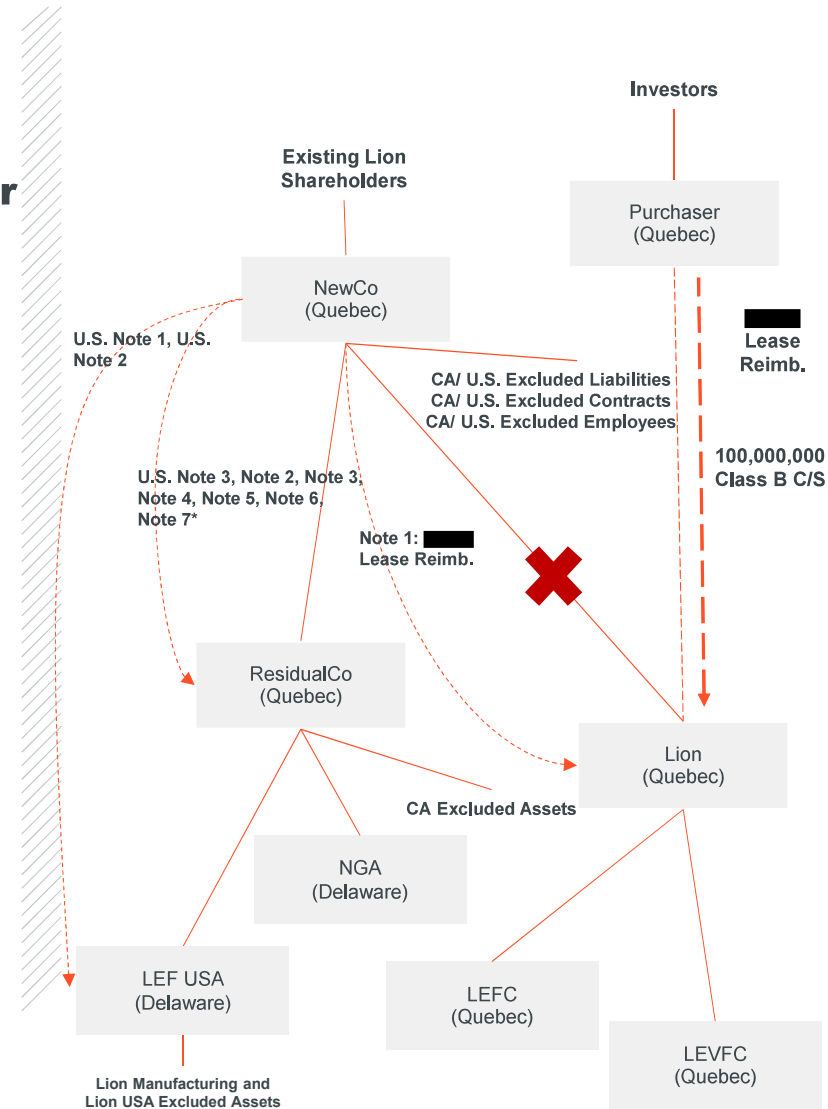 Investors
Existing Lion
Shareholders
r
Purchaser
(Quebec)
NewCo
(Quebec)
U.S. Note 1, U.S.
Note 2
Lease
Reimb.
CA/ U.S. Excluded Liabilities
CA/ U.S. Excluded Contracts
CA/ U.S. Excluded Employees
100,000,000
Class B C/S
U.S. Note 3, Note 2, Note 3,
Note 4, Note 5, Note 6,
Note 7*
Note 1:
Lease Reimb.
ResidualCo
(Quebec)
Lion
(Quebec)
CA Excluded Assets
NGA
(Delaware)
LEF USA
(Delaware)
LEFC
(Quebec)
LEVFC
(Quebec)
Lion Manufacturing and
Lion USA Excluded Assets